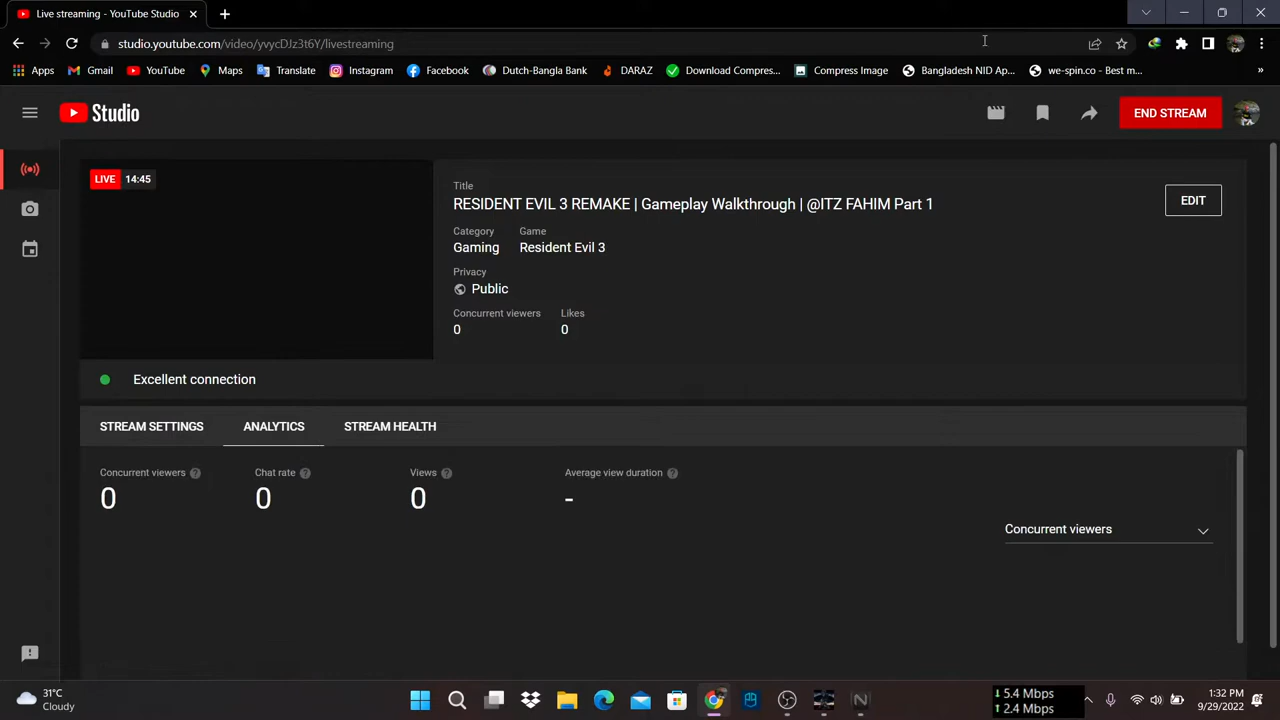 Live streaming - YouTube Studio
studio.youtube.com/video/yvycDJz3t6Y/livestreaming
Apps Gmail YouTube Maps Translate Instagram Facebook Dutch-Bangla Bank DARAZ Download Compres... Compress Image Bangladesh NID Ap... we-spin.co - Best m... »
Studio
END STREAM
LIVE 14:45
Title
RESIDENT EVIL 3 REMAKE | Gameplay Walkthrough | @ITZ FAHIM Part 1
EDIT
Category Game
Gaming Resident Evil 3
Privacy
Public
Concurrent viewers Likes
0 0
Excellent connection
STREAM SETTINGS ANALYTICS STREAM HEALTH
Concurrent viewers ? Chat rate ? Views ? Average view duration ?
0 0 0 -
Concurrent viewers
31°C
Cloudy
↓ 5.4 Mbps
↑ 2.4 Mbps
1:32 PM
9/29/2022